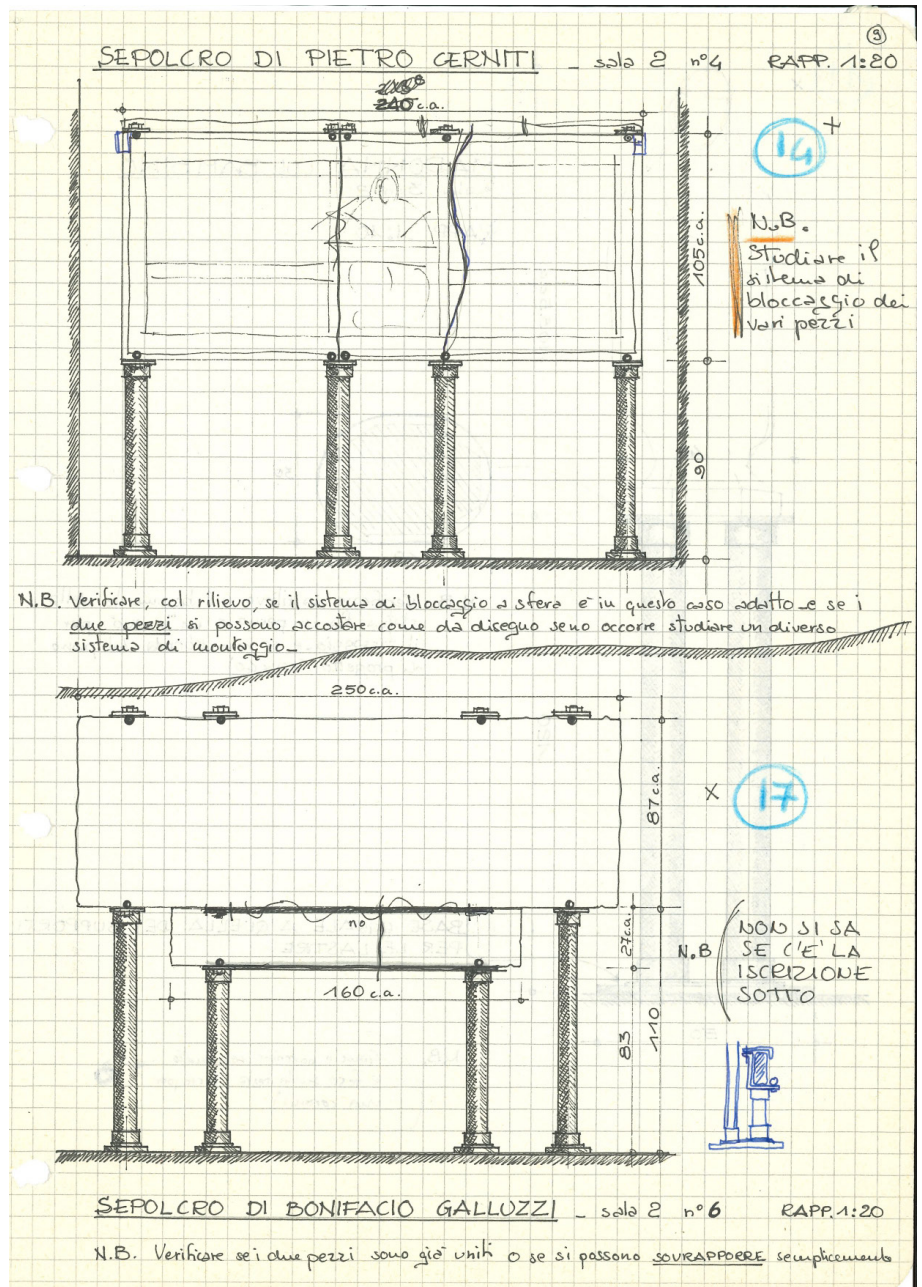 9
SEPOLCRO DI PIETRO CERNITI - sala 2 n°4 RAPP. 1:20
240 c.a.
14 +
105 c.a.
N.B.
Studiare il
sistema di
bloccaggio dei
vari pezzi
90
N.B. Verificare, col rilievo, se il sistema di bloccaggio a sfera e' in questo caso adatto e se i
due pezzi si possono accostare come da disegno seno occorre studiare un diverso
sistema di montaggio
250 c.a.
87 c.a.
X 17
no
27 c.a.
N.B
NON SI SA
SE C'E' LA
ISCRIZIONE
SOTTO
160 c.a.
83
110
SEPOLCRO DI BONIFACIO GALLUZZI - sala 2 n° 6 RAPP. 1:20
N.B. Verificare se i due pezzi sono già uniti o se si possono semplicemente